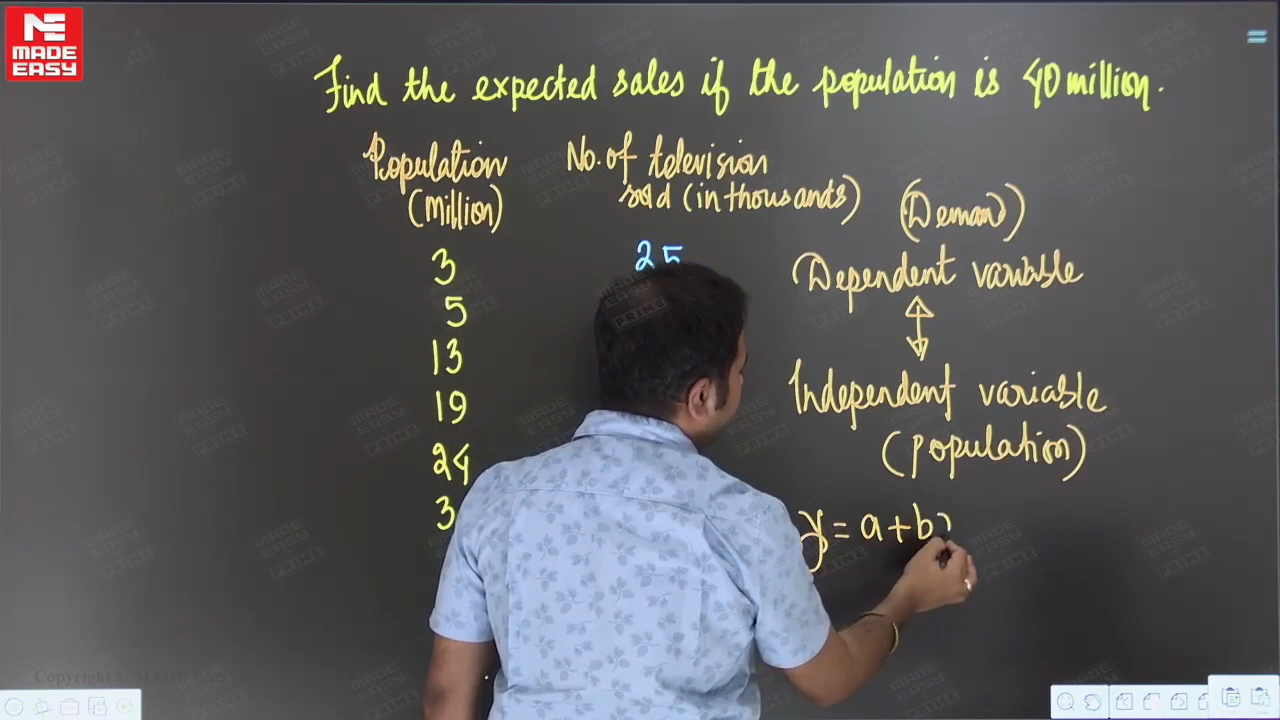 MADE EASY
Find the expected sales if the population is 40 million.
Population (Million)
No. of television sold (in thousands)
(Demand)
3
25
5
13
19
24
3
Dependent variable
Independent variable
(population)
y = a + b